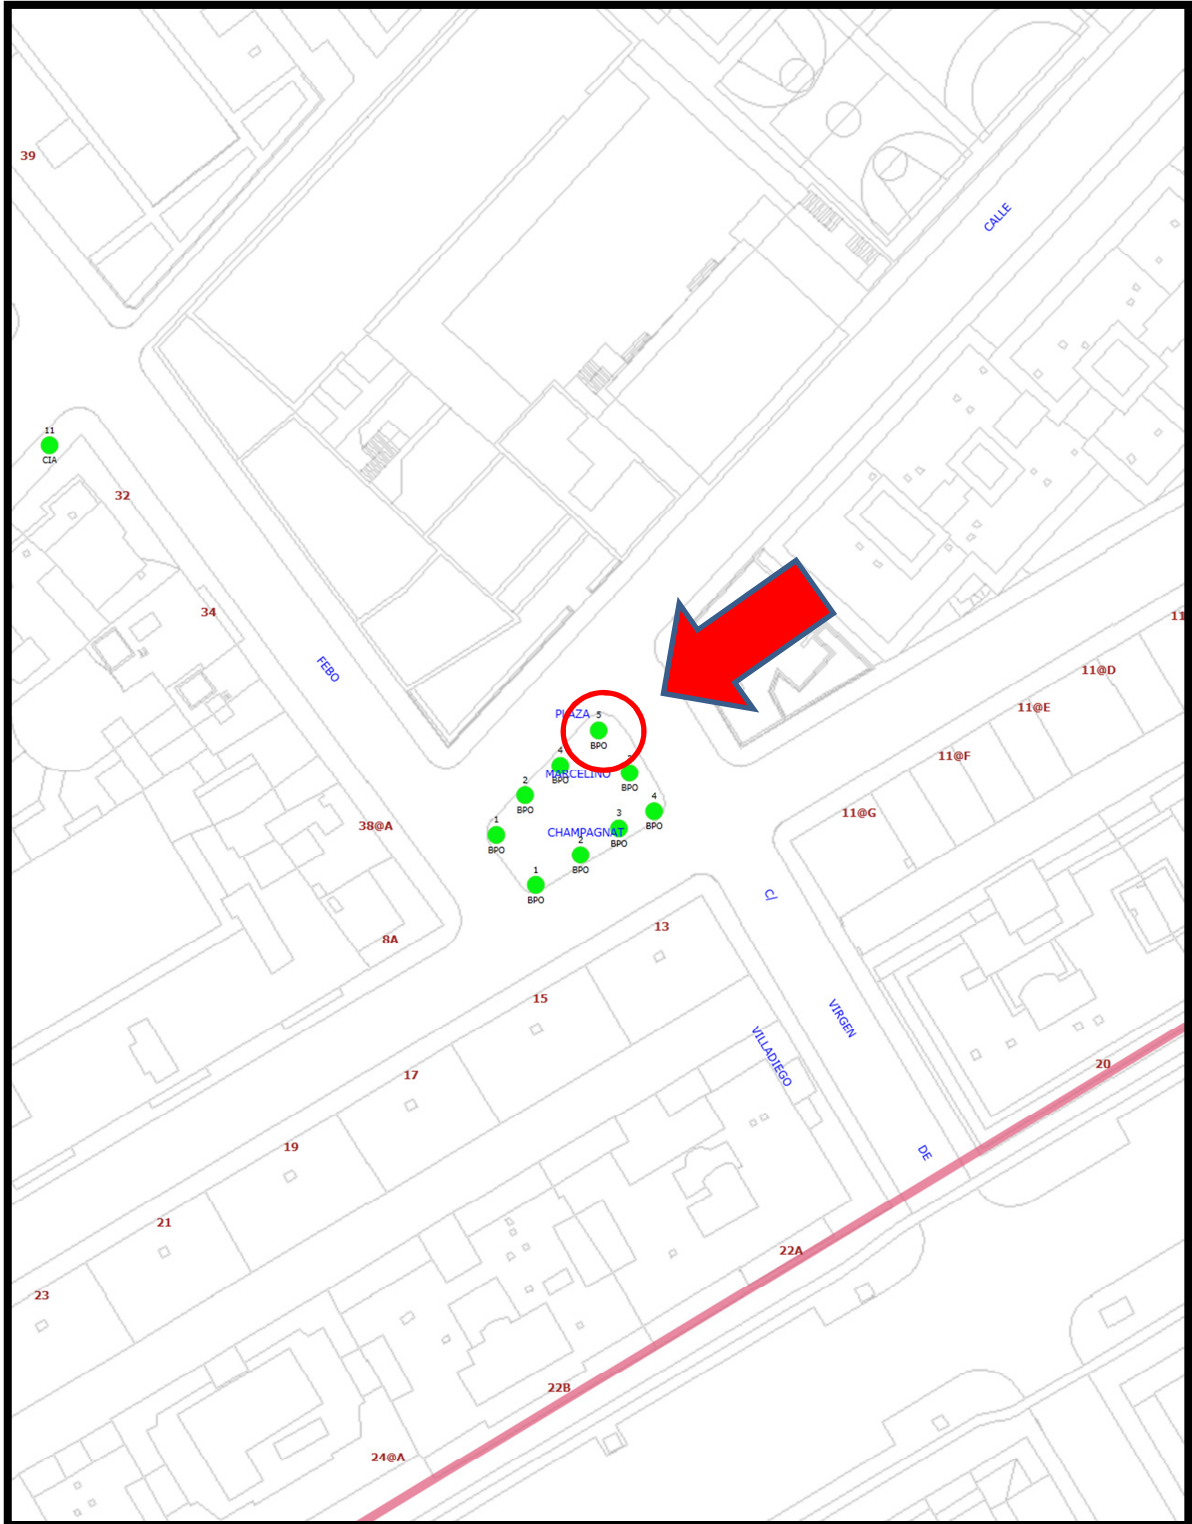 39
CALLE
11
CIA
32
34
FEBO
11
11@D
11@E
11@F
11@G
PLAZA
5
BPO
4
BPO
MARCELINO
BPO
2
BPO
4
BPO
3
BPO
1
BPO
CHAMPAGNAT
2
BPO
1
BPO
38@A
8A
C/
13
15
VIRGEN
VILLADIEGO
17
20
19
DE
21
22A
23
22B
24@A